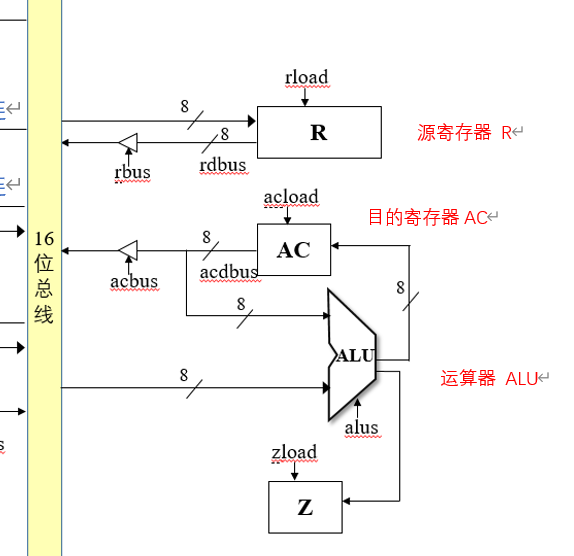 rload
8
R
源寄存器 R
8
rbus
rdbus
acload
目的寄存器 AC
16
位
总
线
8
AC
acbus
acdbus
8
8
ALU
运算器 ALU
8
alus
zload
Z